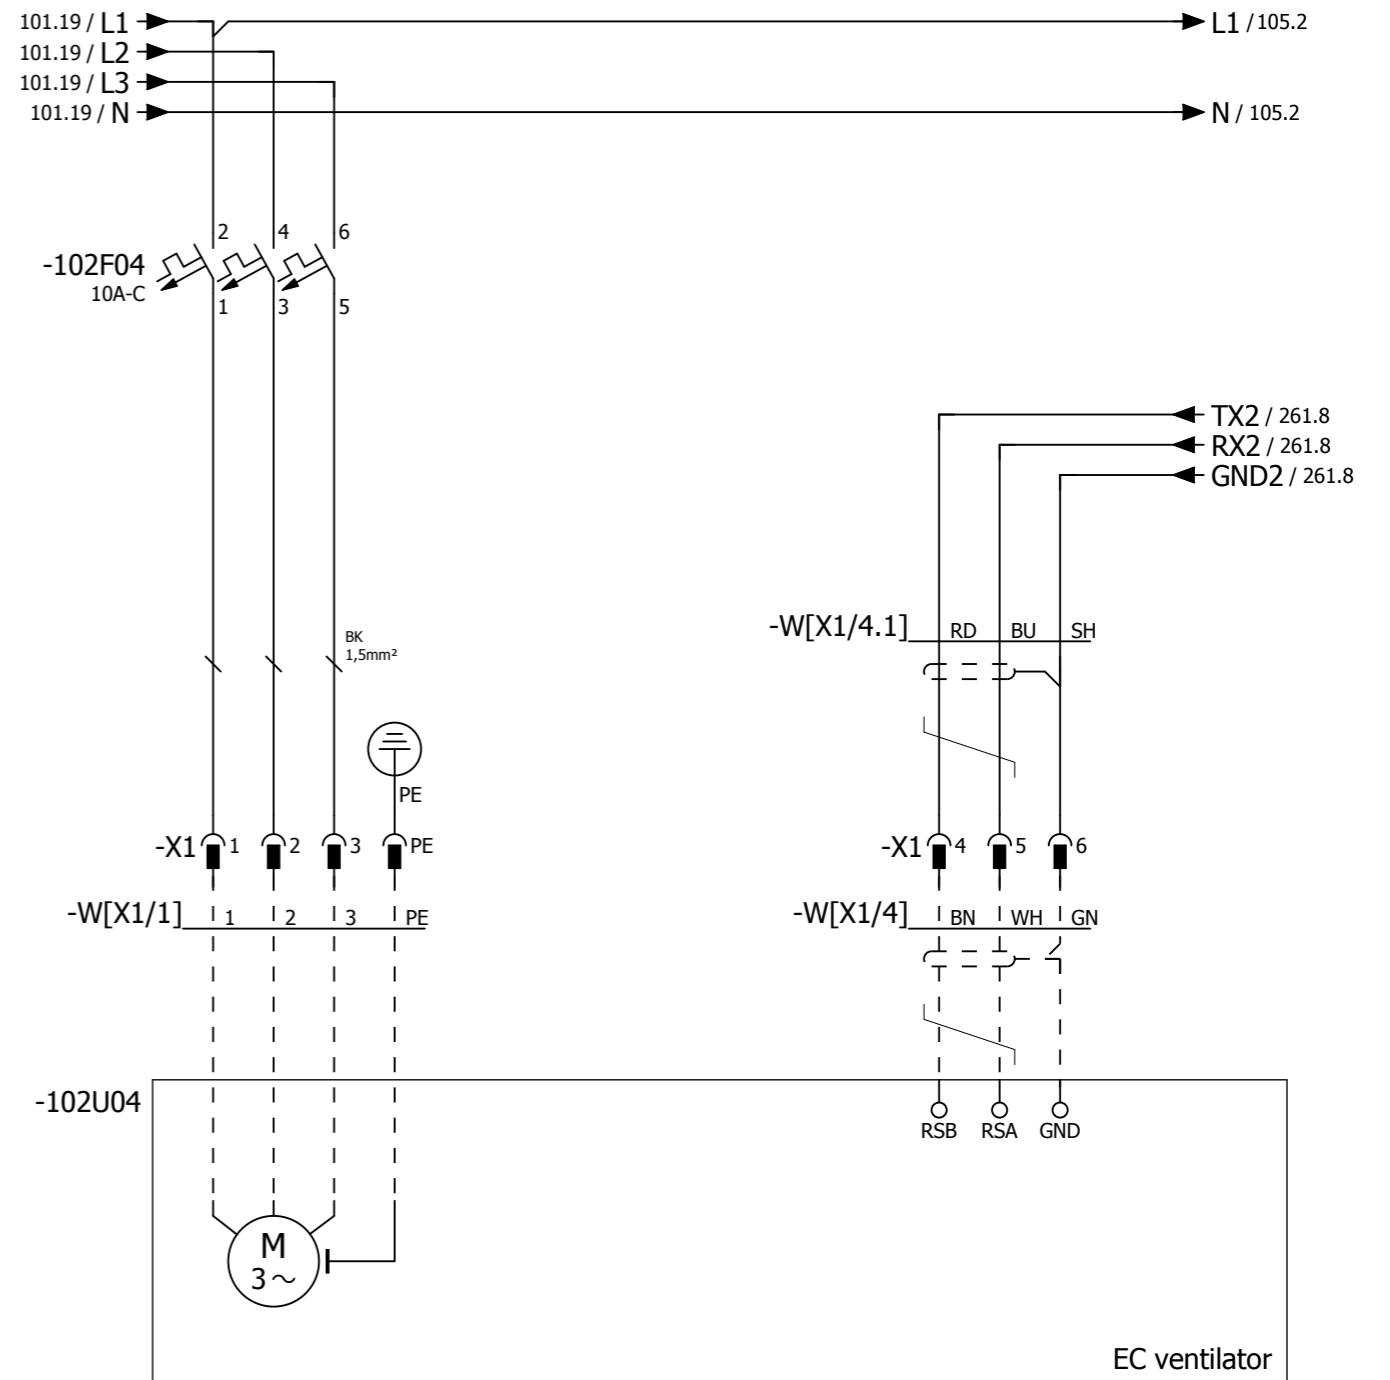 101.19 / L1
L1 / 105.2
101.19 / L2
101.19 / L3
101.19 / N
N / 105.2
2 4 6
-102F04
10A-C
1 3 5
TX2 / 261.8
RX2 / 261.8
GND2 / 261.8
-W[X1/4.1] RD BU SH
BK
1,5mm²
PE
-X1 1 2 3 PE
-X1 4 5 6
-W[X1/1] 1 2 3 PE
-W[X1/4] BN WH GN
-102U04
RSB RSA GND
M
3~
EC ventilator